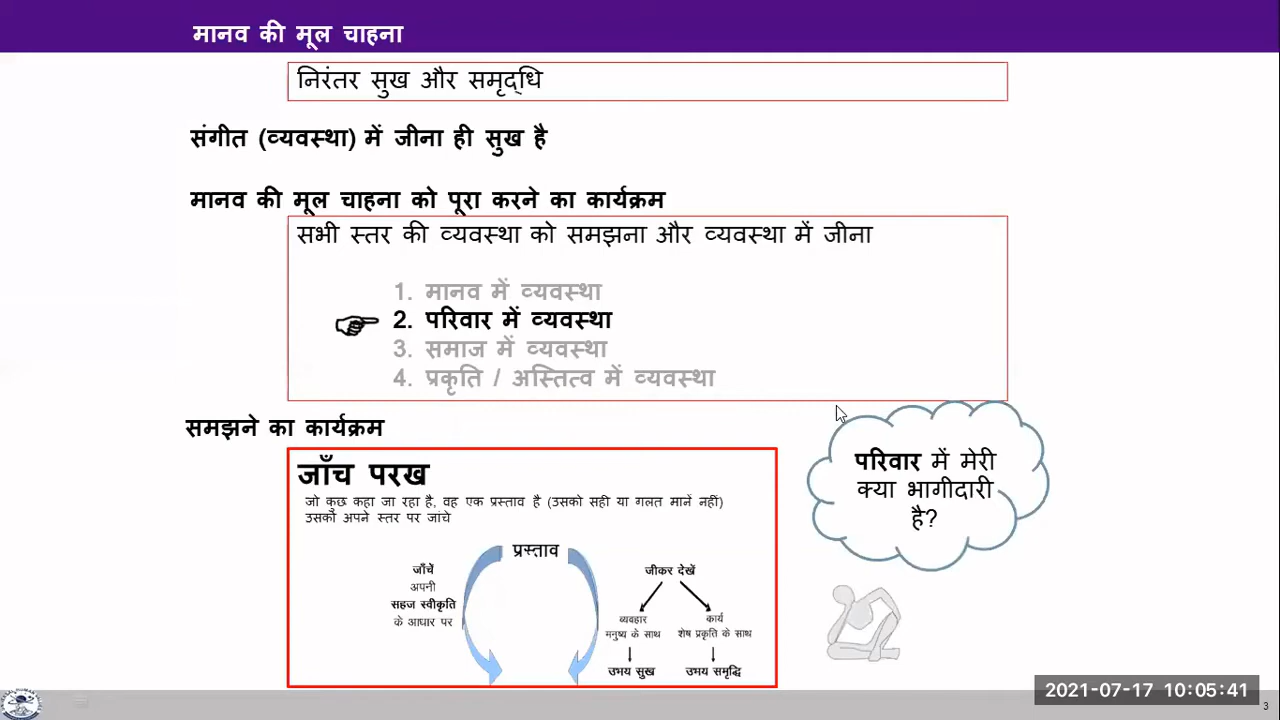 मानव की मूल चाहना
निरंतर सुख और समृद्धि
संगीत (व्यवस्था) में जीना ही सुख है
मानव की मूल चाहना को पूरा करने का कार्यक्रम
सभी स्तर की व्यवस्था को समझना और व्यवस्था में जीना
1. मानव में व्यवस्था
2. परिवार में व्यवस्था
3. समाज में व्यवस्था
4. प्रकृति / अस्तित्व में व्यवस्था
समझने का कार्यक्रम
जाँच परख
जो कुछ कहा जा रहा है, वह एक प्रस्ताव है (उसको सही या गलत मानें नहीं)
उसको अपने स्तर पर जांचे
प्रस्ताव
जाँचें
अपनी
सहज स्वीकृति
के आधार पर
जीकर देखें
व्यवहार
मनुष्य के साथ
उभय सुख
कार्य
शेष प्रकृति के साथ
उभय समृद्धि
परिवार में मेरी
क्या भागीदारी
है?
2021-07-17 10:05:41
3